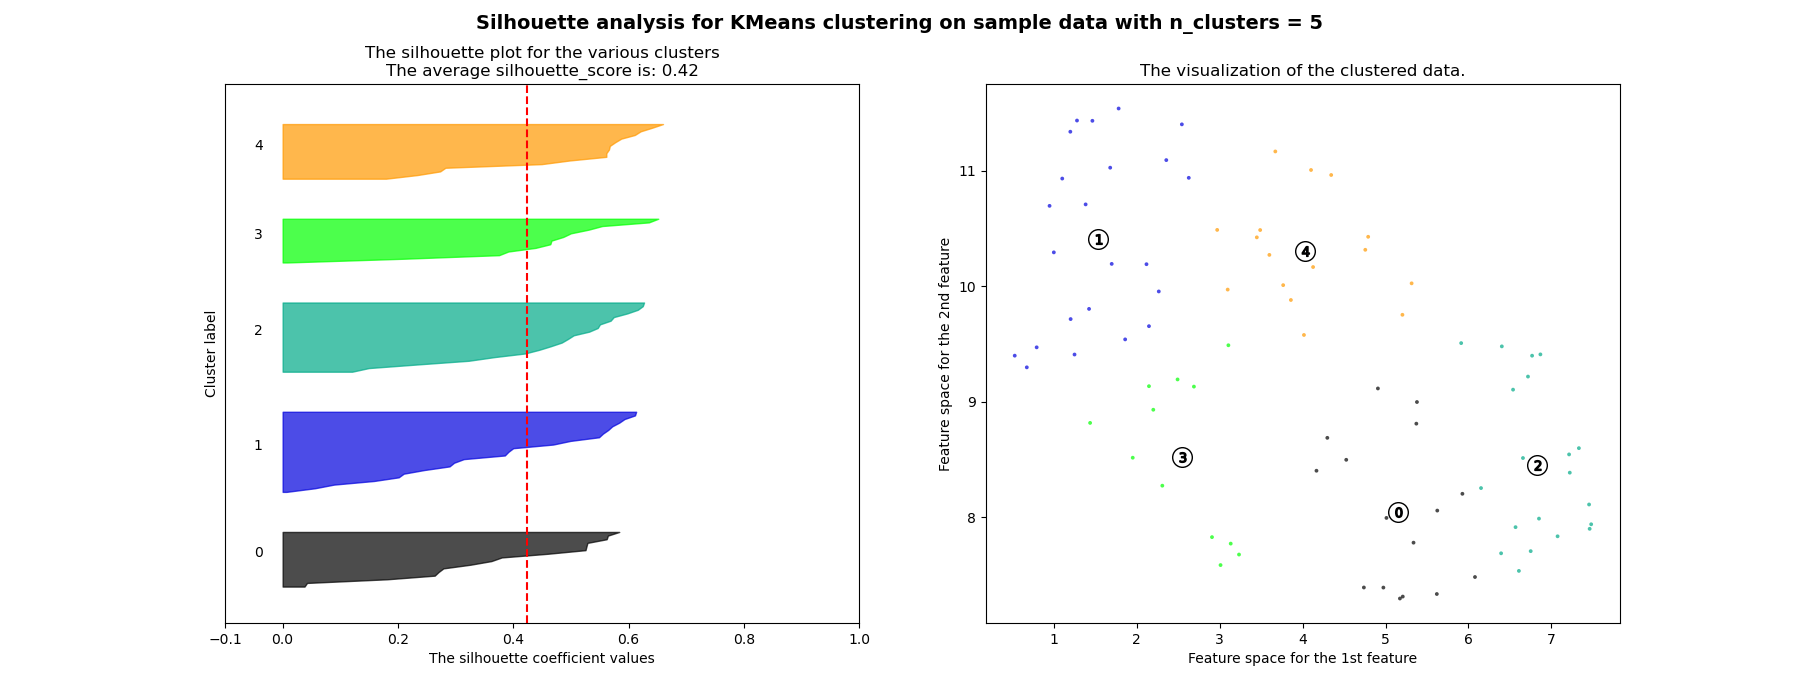 Silhouette analysis for KMeans clustering on sample data with n_clusters = 5
The silhouette plot for the various clusters
The average silhouette_score is: 0.42
4
3
2
1
0
Cluster label
−0.1 0.0 0.2 0.4 0.6 0.8 1.0
The silhouette coefficient values
The visualization of the clustered data.
11
10
9
8
Feature space for the 2nd feature
1
4
3
2
0
1 2 3 4 5 6 7
Feature space for the 1st feature